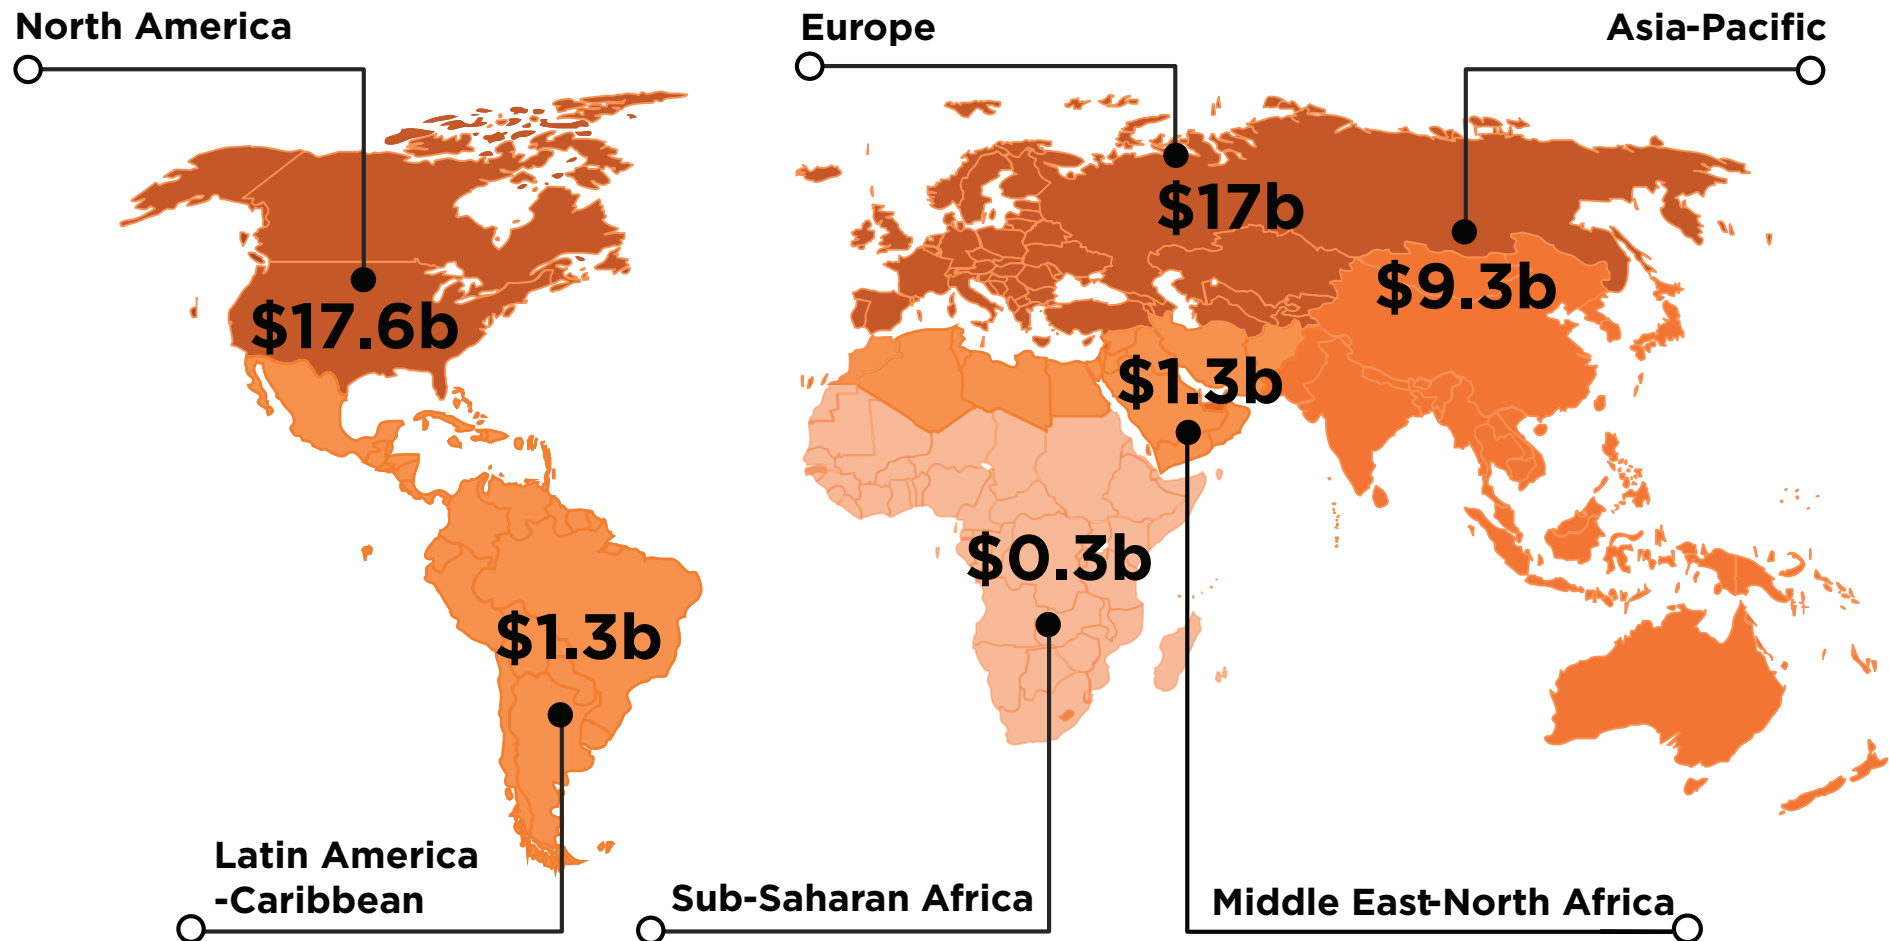 North America
Europe
Asia-Pacific
$17b
$9.3b
$17.6b
$1.3b
$0.3b
$1.3b
Latin America
-Caribbean
Sub-Saharan Africa
Middle East-North Africa